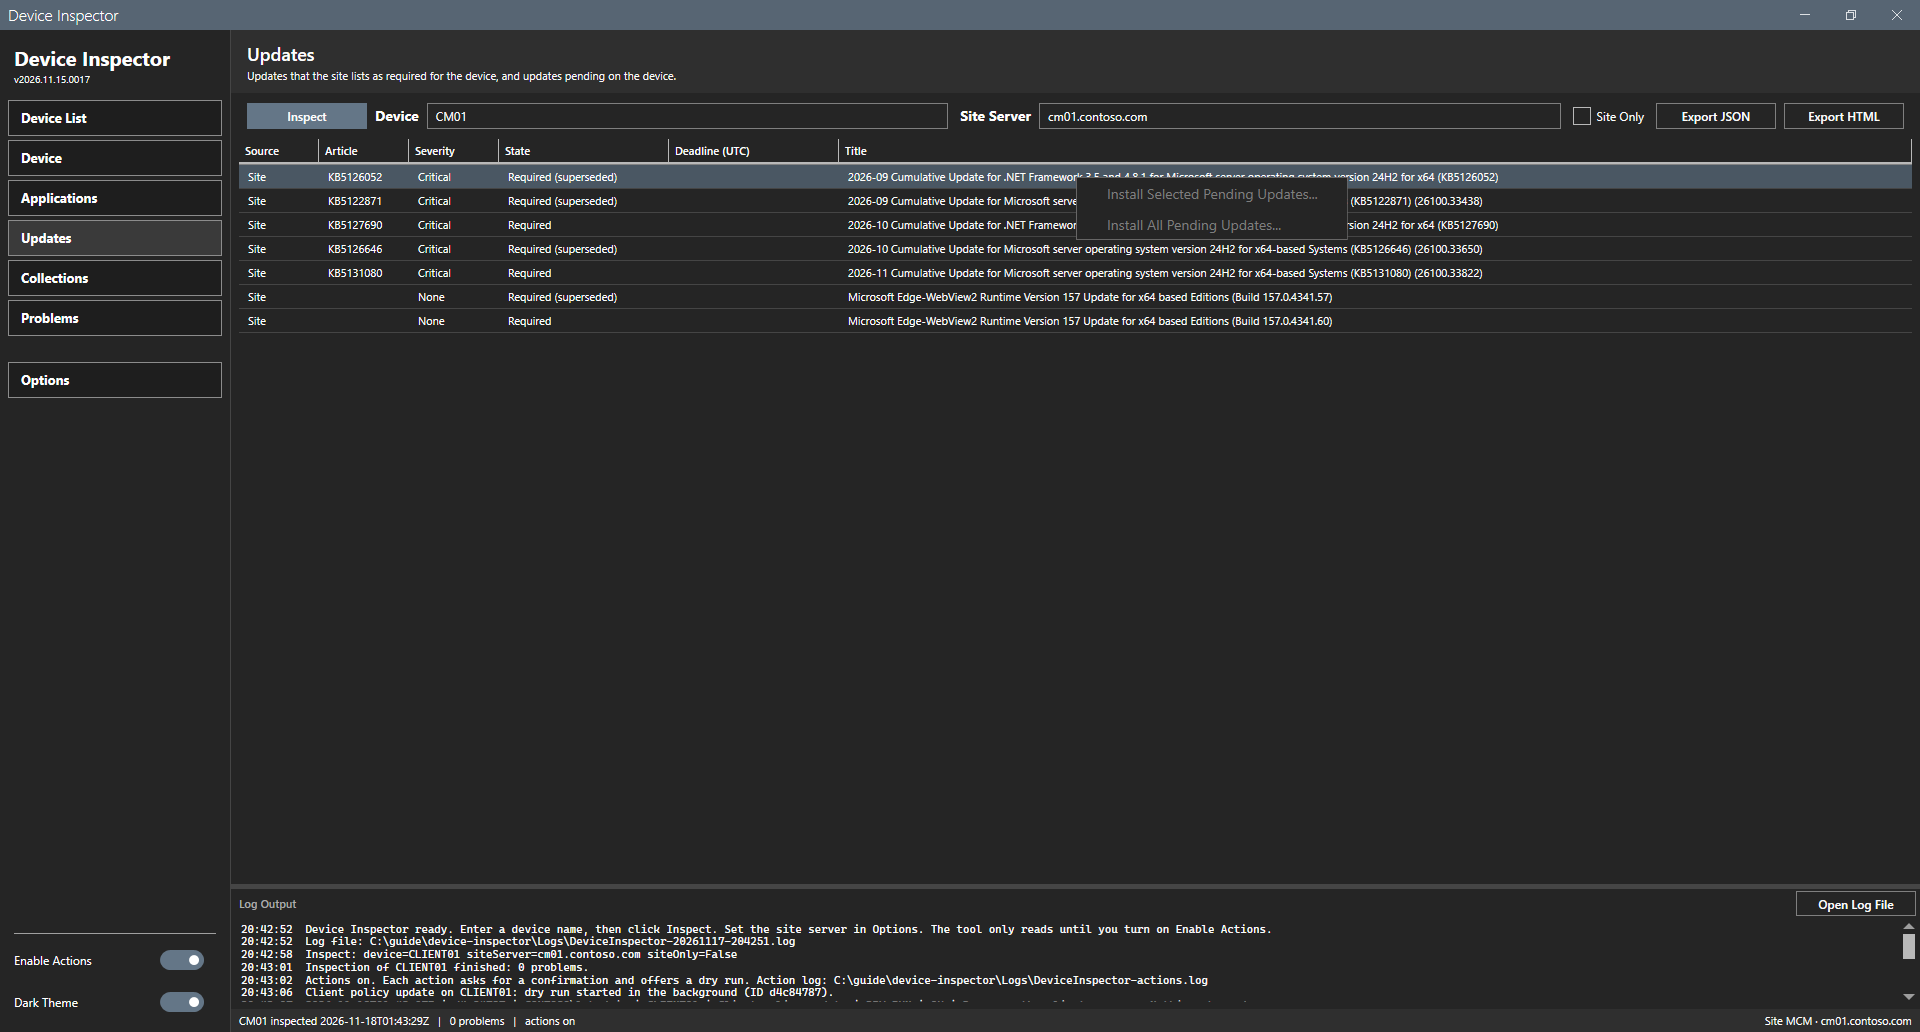 Device Inspector
Device Inspector
v2026.11.15.0017
Device List
Device
Applications
Updates
Collections
Problems
Options
Enable Actions
Dark Theme
Updates
Updates that the site lists as required for the device, and updates pending on the device.
Inspect Device CM01 Site Server cm01.contoso.com Site Only Export JSON Export HTML
Source Article Severity State Deadline (UTC) Title
Site KB5126052 Critical Required (superseded) 2026-09 Cumulative Update for .NET Framework 3.5 and 4.8.1 for Microsoft server operating system version 24H2 for x64 (KB5126052)
Site KB5122871 Critical Required (superseded) 2026-09 Cumulative Update for Microsoft serve (KB5122871) (26100.33438)
Site KB5127690 Critical Required 2026-10 Cumulative Update for .NET Framewor sion 24H2 for x64 (KB5127690)
Site KB5126646 Critical Required (superseded) 2026-10 Cumulative Update for Microsoft server operating system version 24H2 for x64-based Systems (KB5126646) (26100.33650)
Site KB5131080 Critical Required 2026-11 Cumulative Update for Microsoft server operating system version 24H2 for x64-based Systems (KB5131080) (26100.33822)
Site None Required (superseded) Microsoft Edge-WebView2 Runtime Version 157 Update for x64 based Editions (Build 157.0.4341.57)
Site None Required Microsoft Edge-WebView2 Runtime Version 157 Update for x64 based Editions (Build 157.0.4341.60)
Install Selected Pending Updates...
Install All Pending Updates...
Log Output
Open Log File
20:42:52 Device Inspector ready. Enter a device name, then click Inspect. Set the site server in Options. The tool only reads until you turn on Enable Actions.
20:42:52 Log file: C:\guide\device-inspector\Logs\DeviceInspector-20261117-204251.log
20:42:58 Inspect: device=CLIENT01 siteServer=cm01.contoso.com siteOnly=False
20:43:01 Inspection of CLIENT01 finished: 0 problems.
20:43:02 Actions on. Each action asks for a confirmation and offers a dry run. Action log: C:\guide\device-inspector\Logs\DeviceInspector-actions.log
20:43:06 Client policy update on CLIENT01: dry run started in the background (ID d4c84787).
CM01 inspected 2026-11-18T01:43:29Z | 0 problems | actions on
Site MCM · cm01.contoso.com